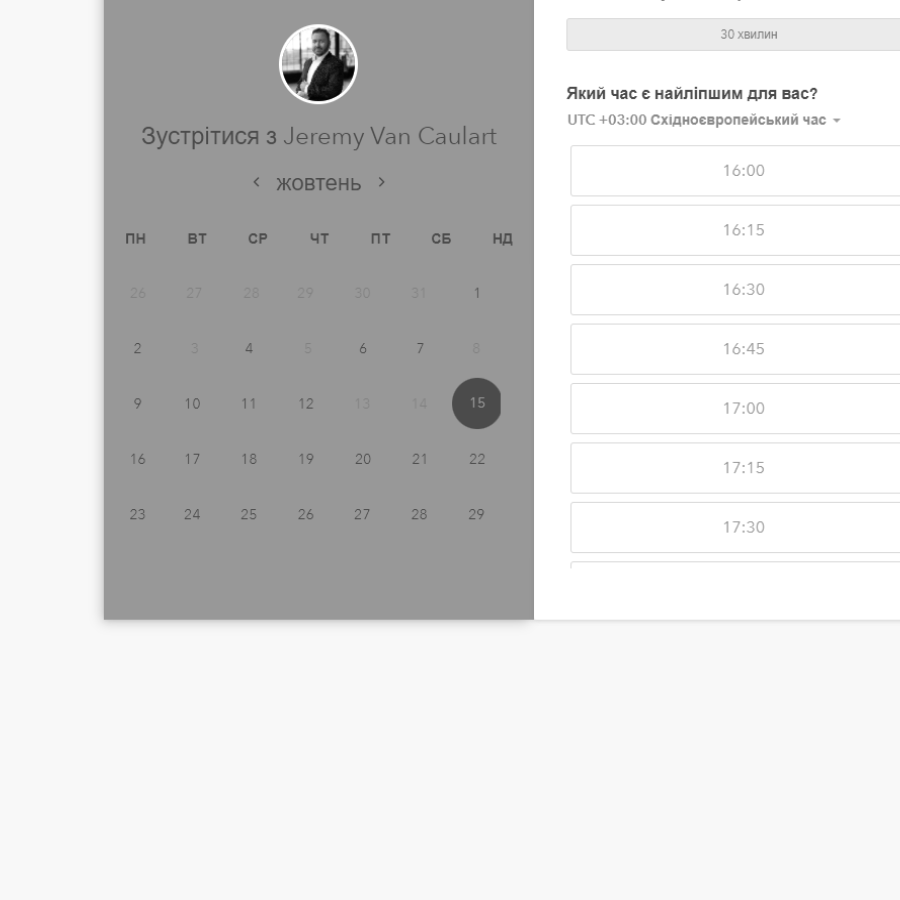 Зустрітися з Jeremy Van Caulart
жовтень
ПН ВТ СР ЧТ ПТ СБ НД
26 27 28 29 30 31 1
2 3 4 5 6 7 8
9 10 11 12 13 14 15
16 17 18 19 20 21 22
23 24 25 26 27 28 29
30 хвилин
Який час є найліпшим для вас?
UTC +03:00 Східноєвропейський час
16:00
16:15
16:30
16:45
17:00
17:15
17:30